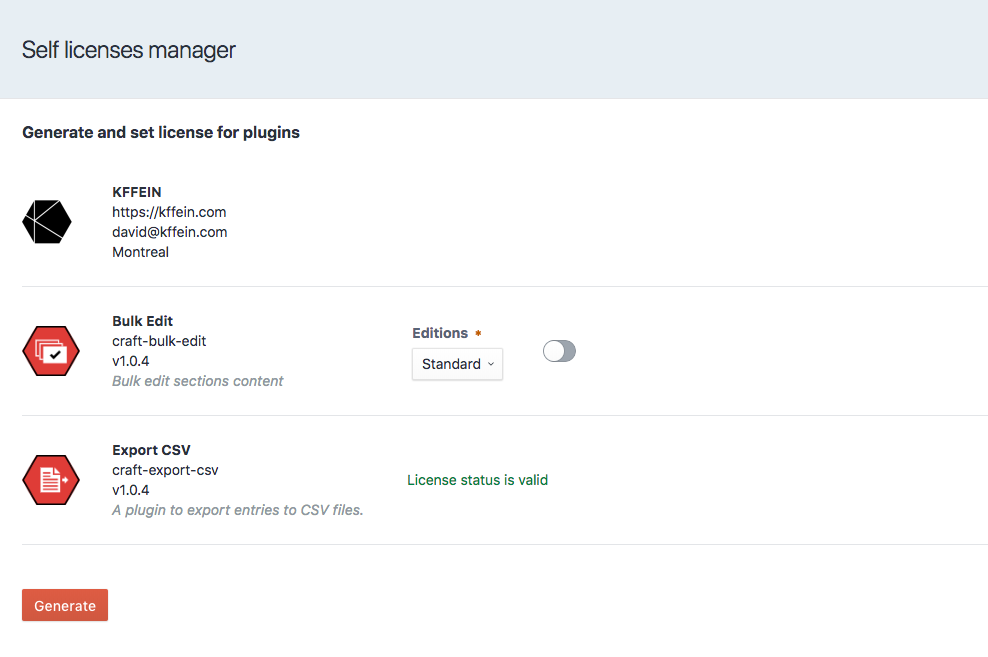 Self licenses manager
Generate and set license for plugins
KFFEIN
https://kffein.com
david@kffein.com
Montreal
Bulk Edit
craft-bulk-edit
v1.0.4
Bulk edit sections content
Editions *
Standard
Export CSV
craft-export-csv
v1.0.4
A plugin to export entries to CSV files.
License status is valid
Generate